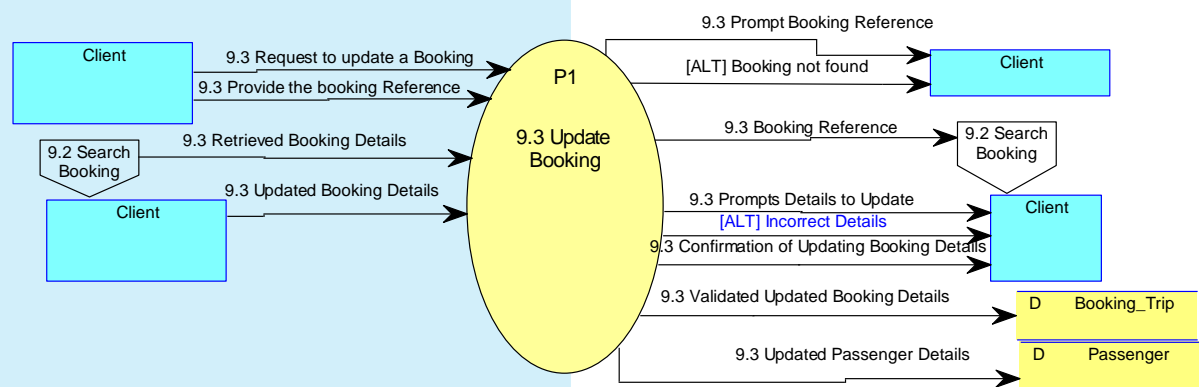 9.3 Prompt Booking Reference
Client
9.3 Request to update a Booking
P1
[ALT] Booking not found
Client
9.3 Provide the booking Reference
9.3 Booking Reference
9.2 Search
Booking
9.3 Update
Booking
9.3 Retrieved Booking Details
9.2 Search
Booking
9.3 Updated Booking Details
9.3 Prompts Details to Update
Client
Client
[ALT] Incorrect Details
9.3 Confirmation of Updating Booking Details
9.3 Validated Updated Booking Details
D Booking_Trip
9.3 Updated Passenger Details
D Passenger